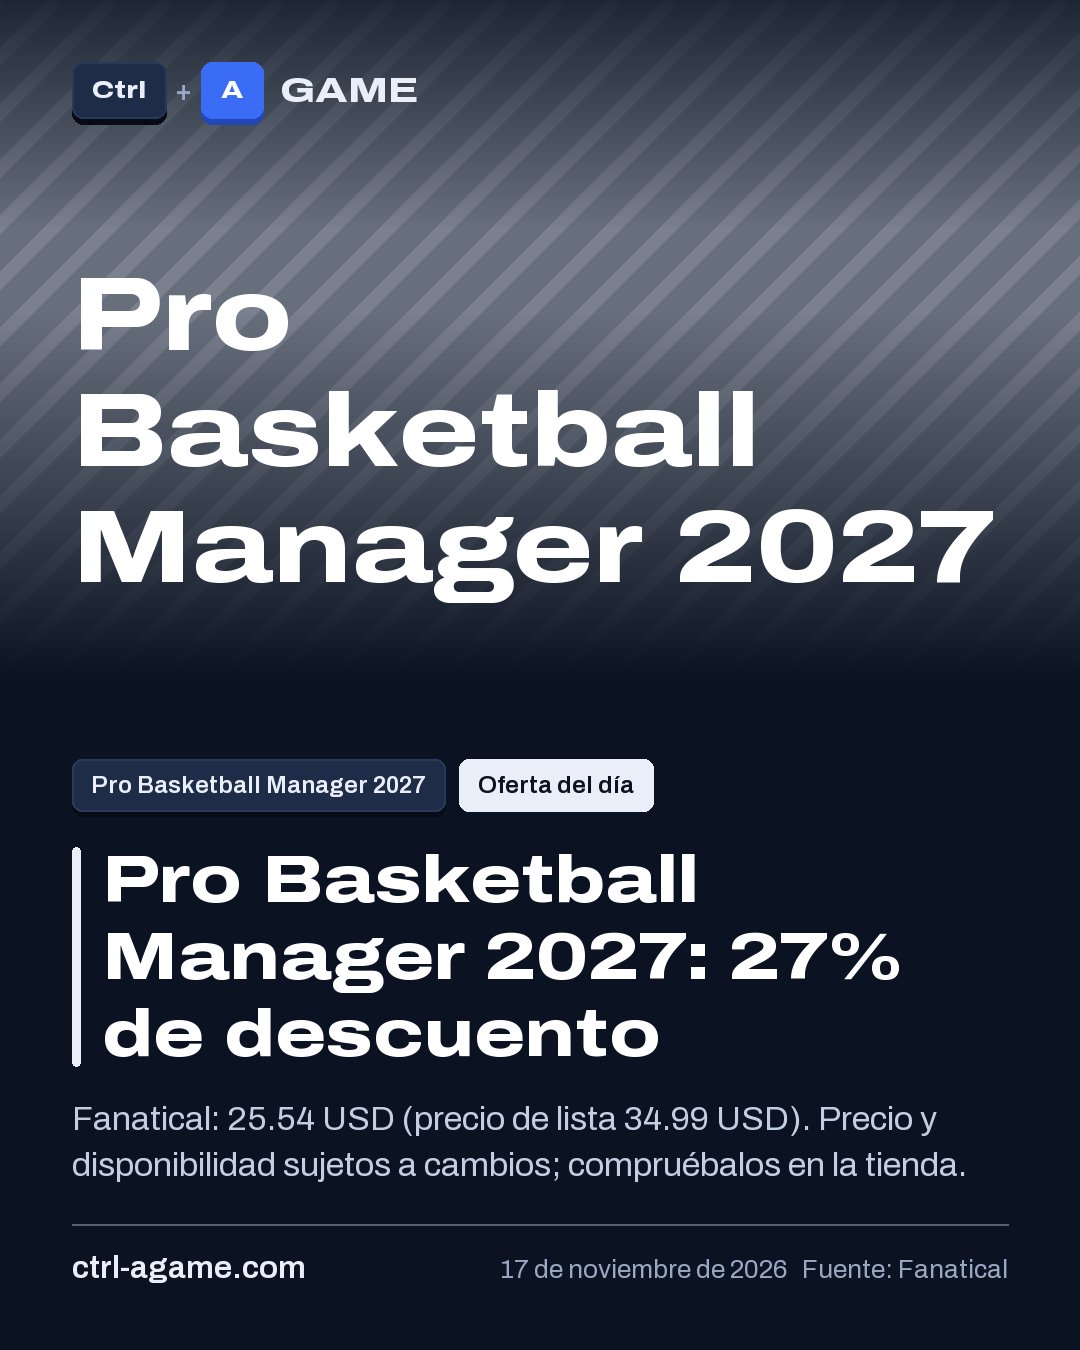 Ctrl + A GAME
Pro
Basketball
Manager 2027
Pro Basketball Manager 2027 Oferta del día
Pro Basketball
Manager 2027: 27%
de descuento
Fanatical: 25.54 USD (precio de lista 34.99 USD). Precio y
disponibilidad sujetos a cambios; compruébalos en la tienda.
ctrl-agame.com 17 de noviembre de 2026 Fuente: Fanatical